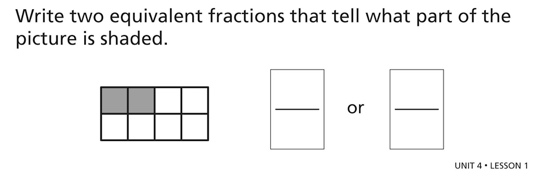 Write two equivalent fractions that tell what part of the
picture is shaded.
or
UNIT 4 • LESSON 1